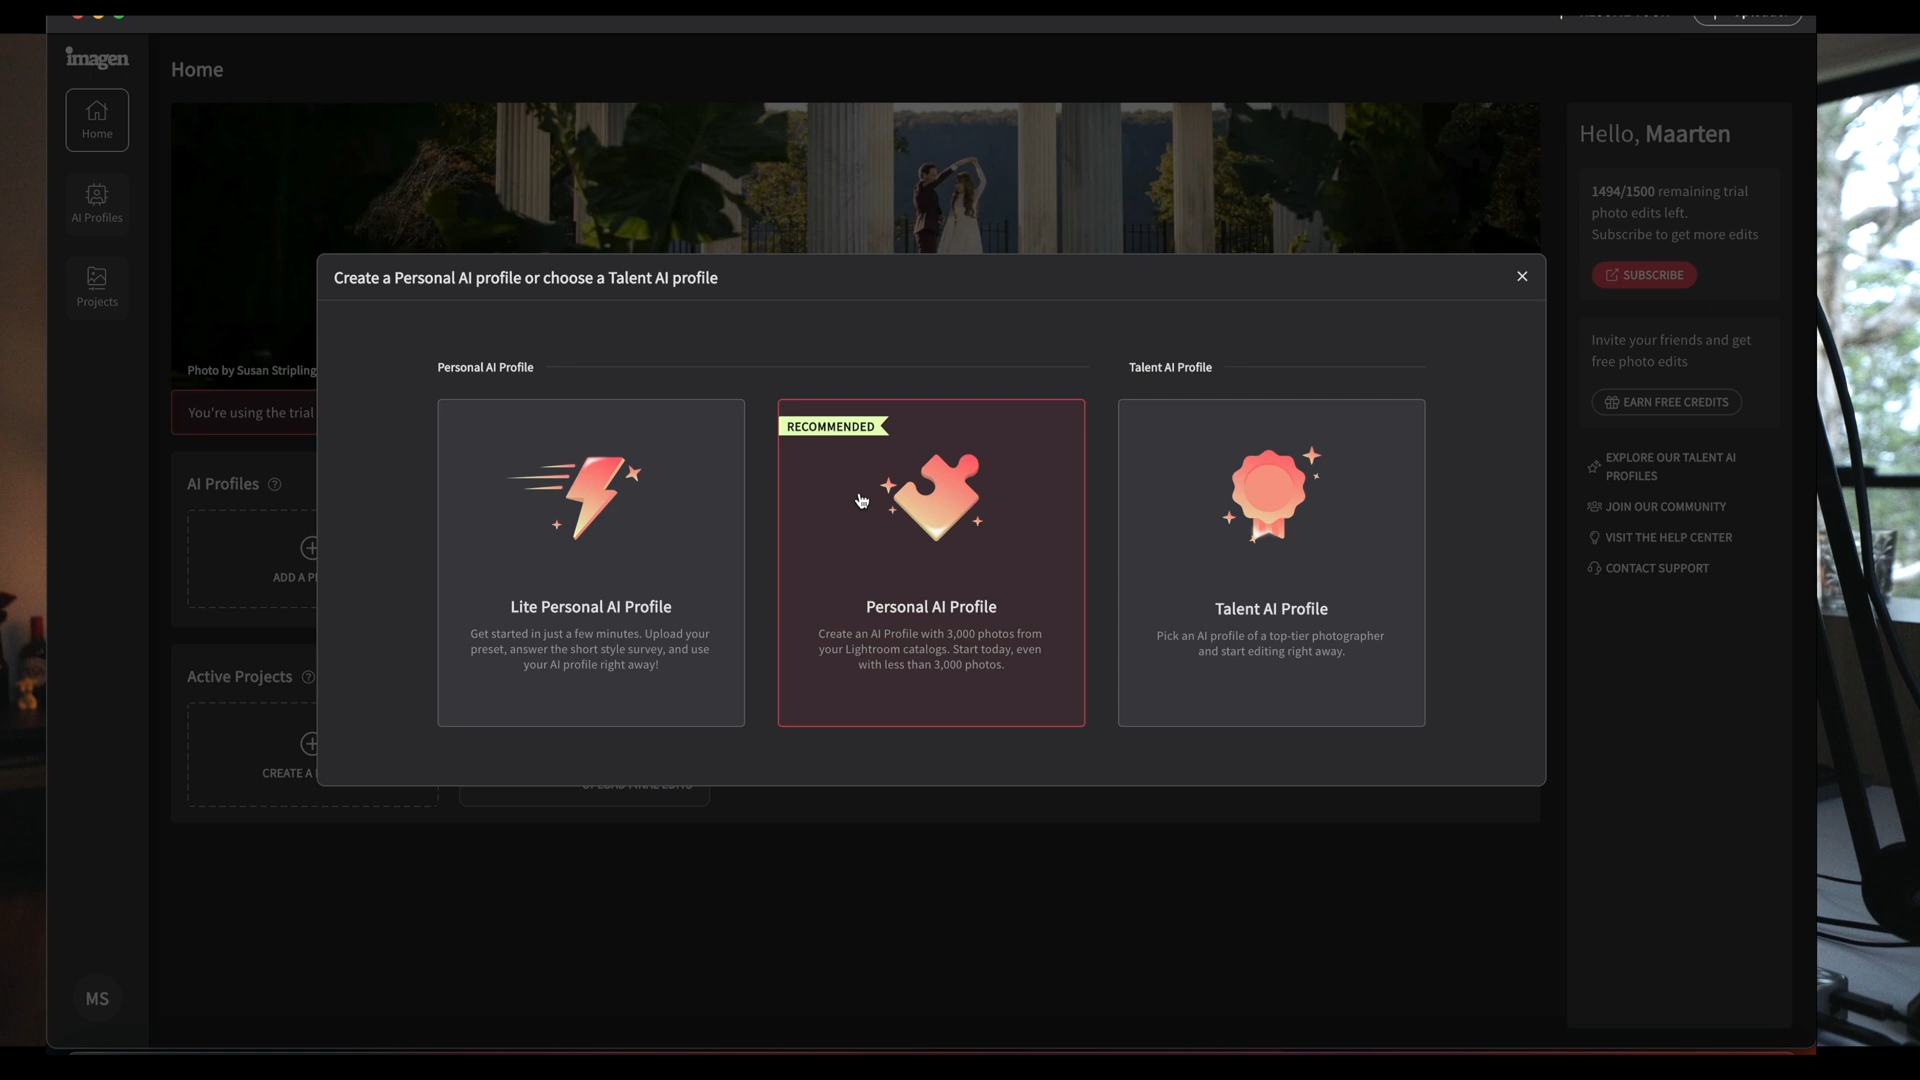 imagen
Home
Home
AI Profiles
Projects
MS
Photo by Susan Stripling
You're using the trial
AI Profiles
ADD A
Active Projects
CREATE A
UPLOAD FINAL EDITS
Create a Personal AI profile or choose a Talent AI profile
Personal AI Profile
Talent AI Profile
Lite Personal AI Profile
Get started in just a few minutes. Upload your
preset, answer the short style survey, and use
your AI profile right away!
RECOMMENDED
Personal AI Profile
Create an AI Profile with 3,000 photos from
your Lightroom catalogs. Start today, even
with less than 3,000 photos.
Talent AI Profile
Pick an AI profile of a top-tier photographer
and start editing right away.
Hello, Maarten
1494/1500 remaining trial
photo edits left.
Subscribe to get more edits
SUBSCRIBE
Invite your friends and get
free photo edits
EARN FREE CREDITS
EXPLORE OUR TALENT AI
PROFILES
JOIN OUR COMMUNITY
VISIT THE HELP CENTER
CONTACT SUPPORT